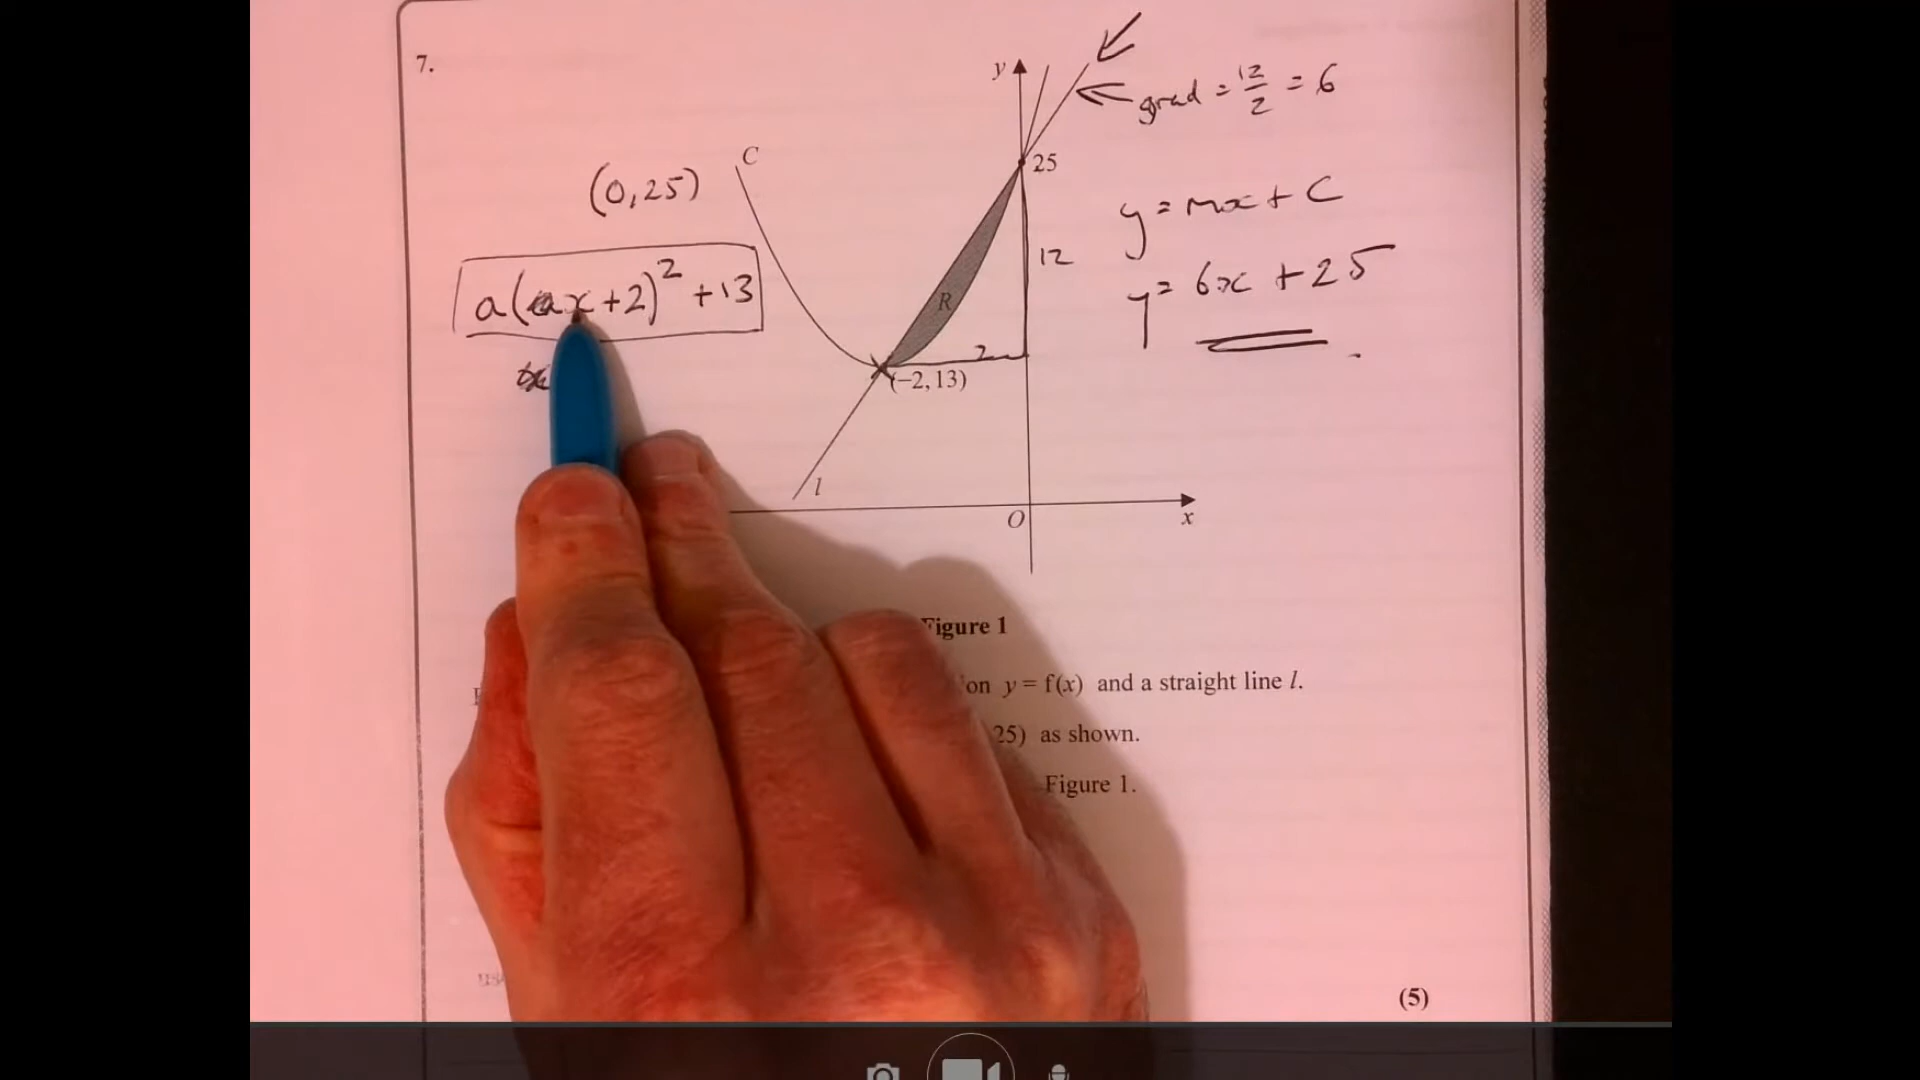 7.
y
grad = 12/2 = 6
C
(0,25)
25
y = mx + C
a(x+2)² +13
12
y = 6x + 25
R
2
(−2, 13)
l
O
x
Figure 1
on y = f(x) and a straight line l.
25) as shown.
Figure 1.
(5)